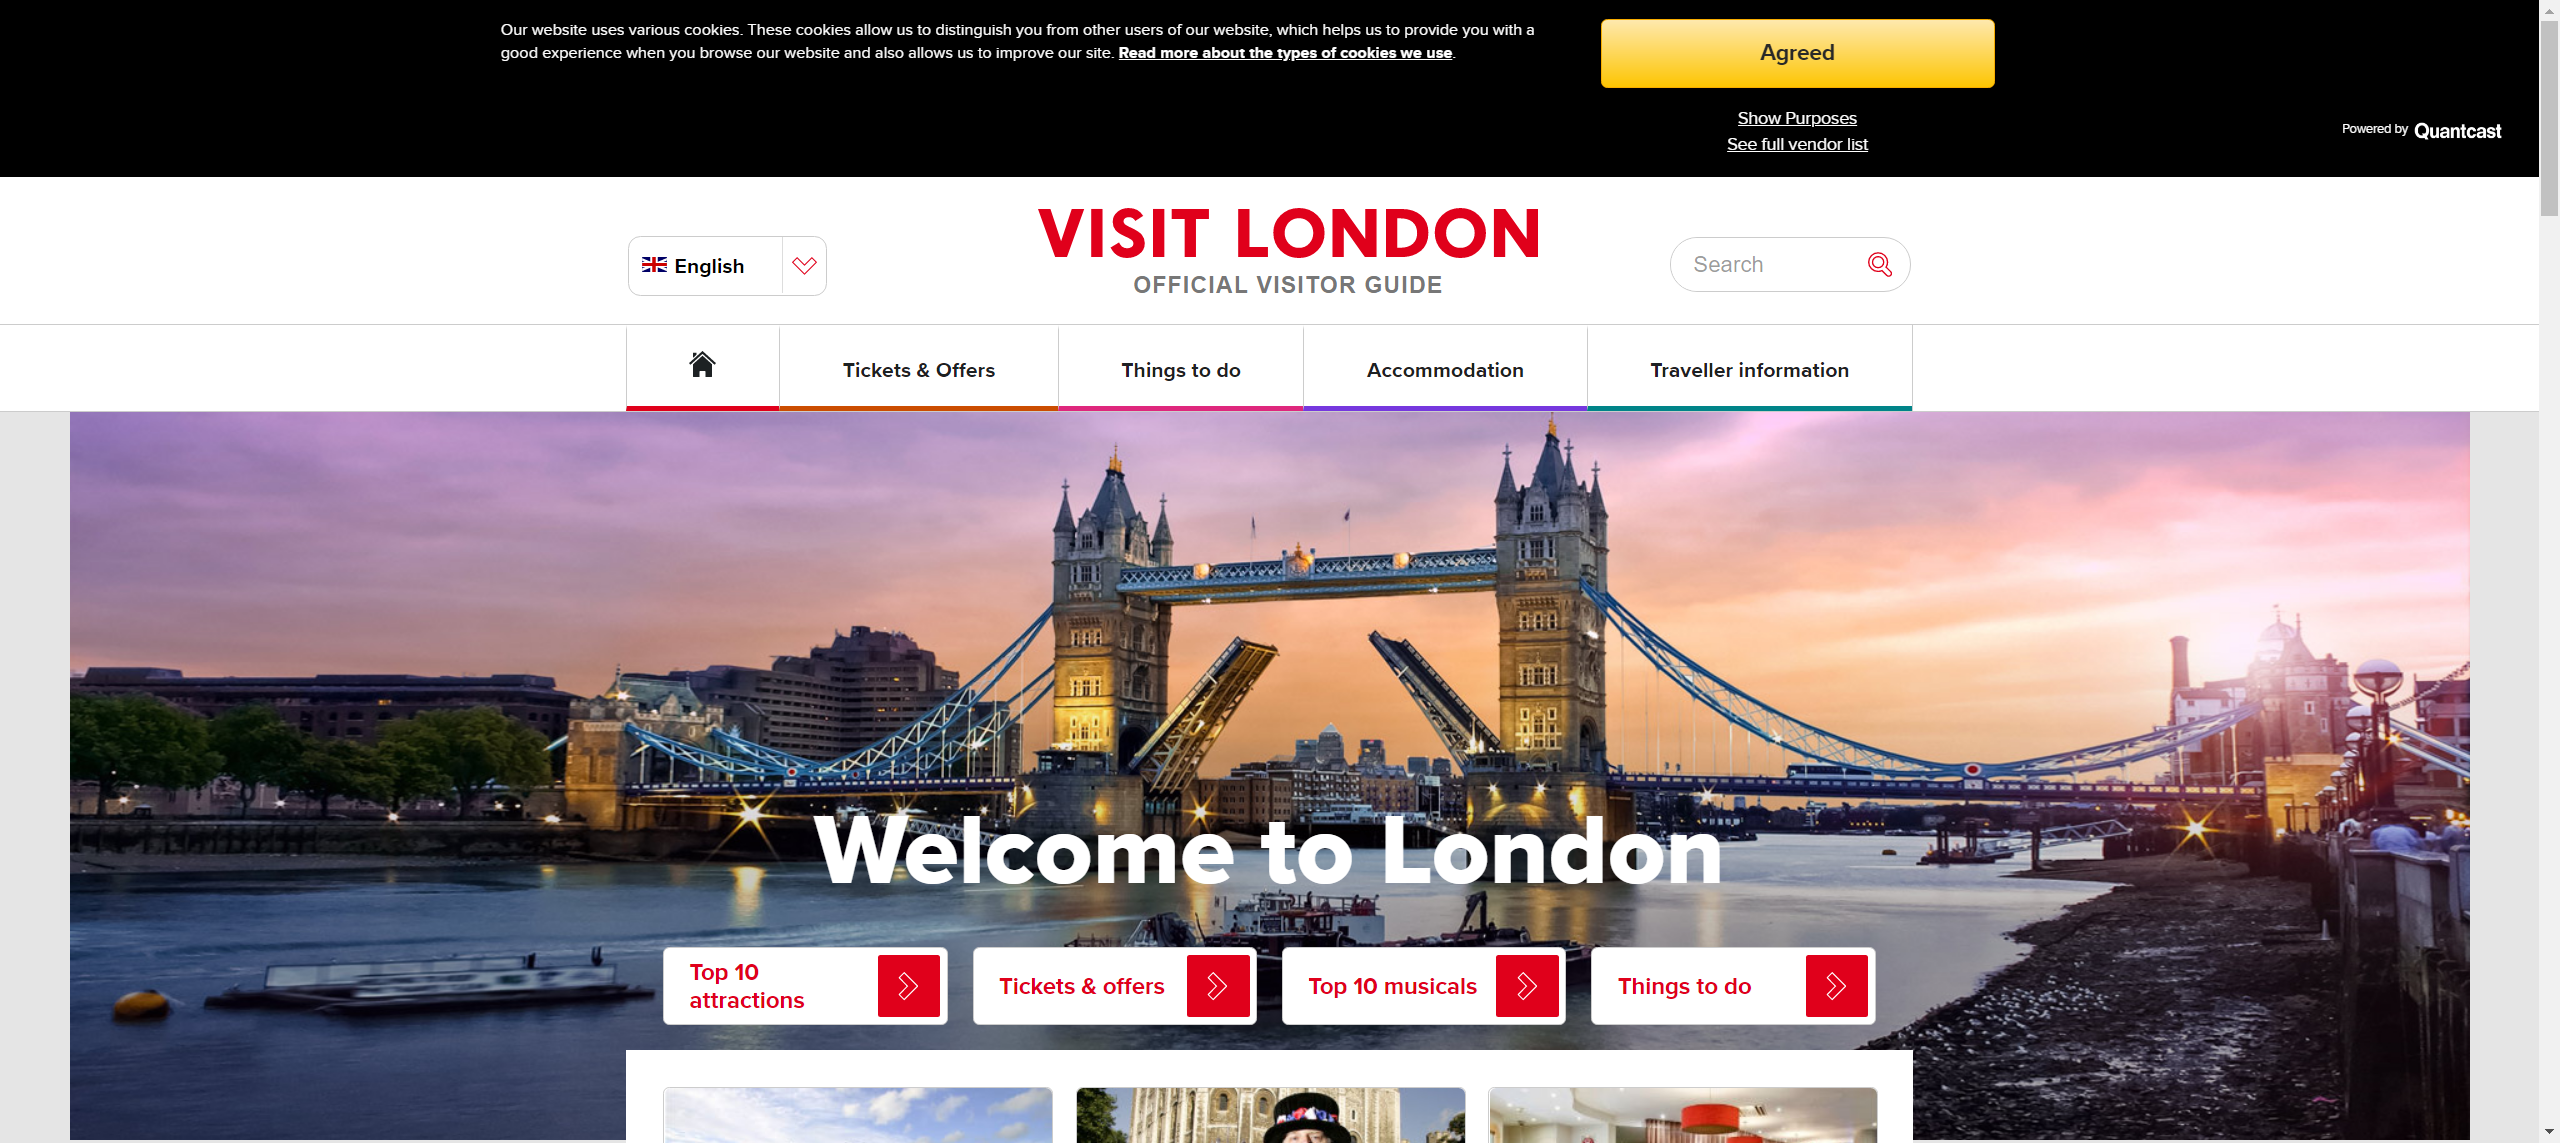 Our website uses various cookies. These cookies allow us to distinguish you from other users of our website, which helps us to provide you with a
good experience when you browse our website and also allows us to improve our site. Read more about the types of cookies we use.
Agreed
Show Purposes
See full vendor list
Powered by Quantcast
English
VISIT LONDON
OFFICIAL VISITOR GUIDE
Search
Tickets & Offers
Things to do
Accommodation
Traveller information
Welcome to London
Top 10
attractions
Tickets & offers
Top 10 musicals
Things to do